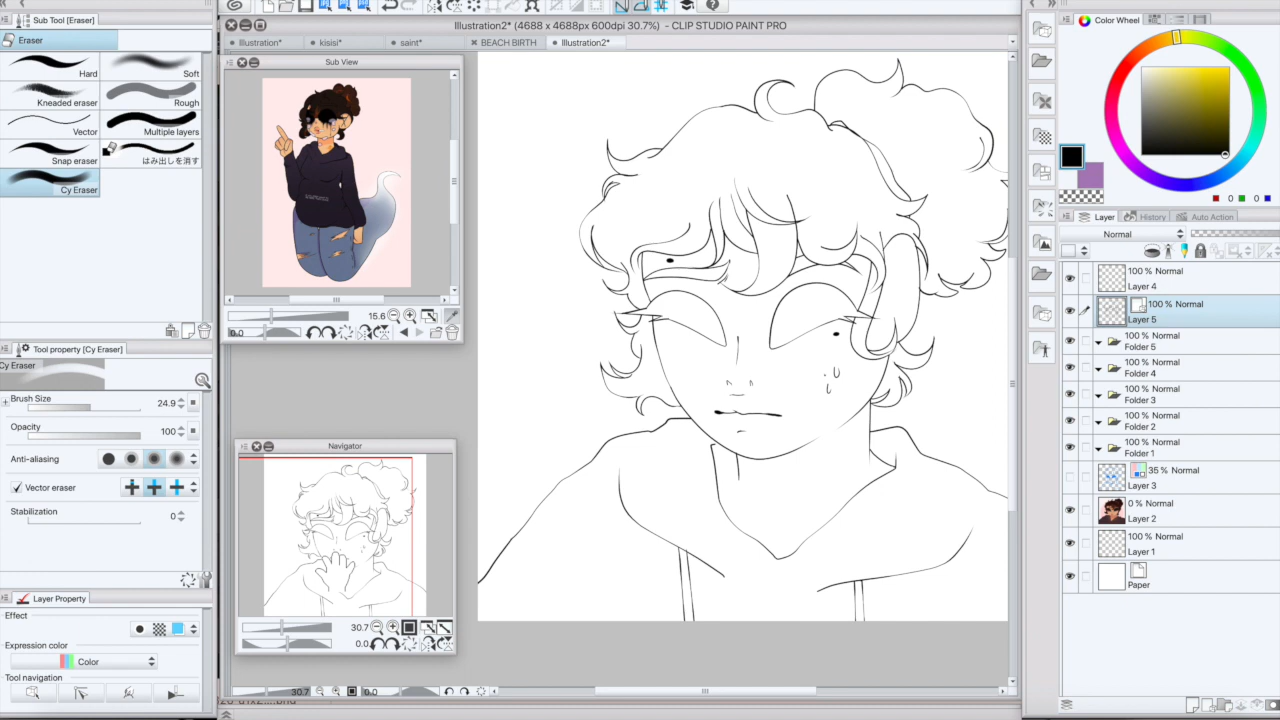 Sub Tool [Eraser]
Eraser
Hard
Soft
Kneaded eraser
Rough
Vector
Multiple layers
Snap eraser
はみ出しを消す
Cy Eraser
Tool property [Cy Eraser]
Cy Eraser
Brush Size
24.9
Opacity
100
Anti-aliasing
Vector eraser
Stabilization
0
Layer Property
Effect
Expression color
Color
Tool navigation
Illustration2* (4688 x 4688px 600dpi 30.7%) - CLIP STUDIO PAINT PRO
Illustration*
kisisi*
saint*
BEACH BIRTH
Illustration2*
Sub View
15.6
0.0
Navigator
30.7
0.0
30.7
0.0
Color Wheel
0
0
Layer
History
Auto Action
Normal
100 % Normal
Layer 4
100 % Normal
Layer 5
100 % Normal
Folder 5
100 % Normal
Folder 4
100 % Normal
Folder 3
100 % Normal
Folder 2
100 % Normal
Folder 1
35 % Normal
Layer 3
0 % Normal
Layer 2
100 % Normal
Layer 1
Paper